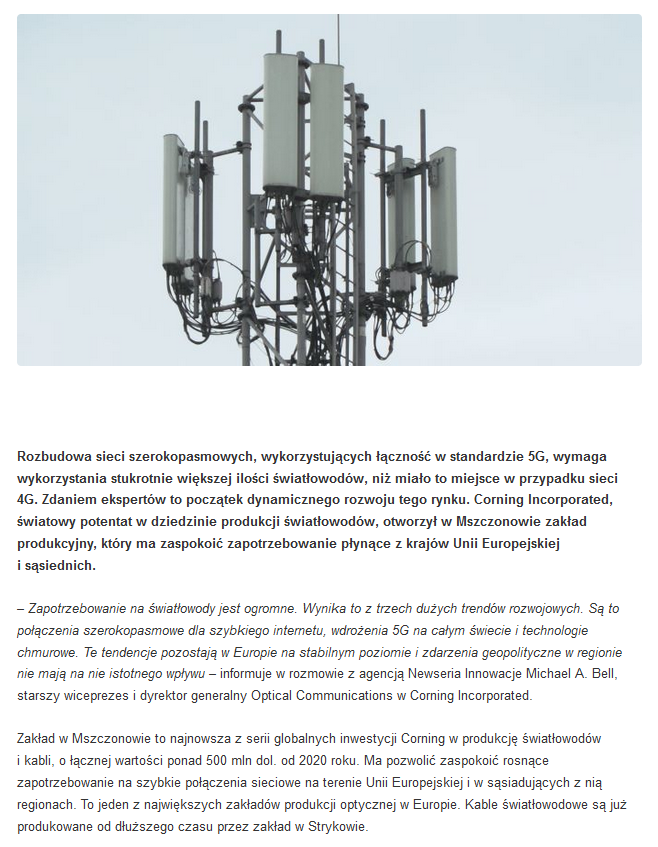 Rozbudowa sieci szerokopasmowych, wykorzystujących łączność w standardzie 5G, wymaga
wykorzystania stukrotnie większej ilości światłowodów, niż miało to miejsce w przypadku sieci
4G. Zdaniem ekspertów to początek dynamicznego rozwoju tego rynku. Corning Incorporated,
światowy potentat w dziedzinie produkcji światłowodów, otworzył w Mszczonowie zakład
produkcyjny, który ma zaspokoić zapotrzebowanie płynące z krajów Unii Europejskiej
i sąsiednich.
– Zapotrzebowanie na światłowody jest ogromne. Wynika to z trzech dużych trendów rozwojowych. Są to
połączenia szerokopasmowe dla szybkiego internetu, wdrożenia 5G na całym świecie i technologie
chmurowe. Te tendencje pozostają w Europie na stabilnym poziomie i zdarzenia geopolityczne w regionie
nie mają na nie istotnego wpływu – informuje w rozmowie z agencją Newseria Innowacje Michael A. Bell,
starszy wiceprezes i dyrektor generalny Optical Communications w Corning Incorporated.
Zakład w Mszczonowie to najnowsza z serii globalnych inwestycji Corning w produkcję światłowodów
i kabli, o łącznej wartości ponad 500 mln dol. od 2020 roku. Ma pozwolić zaspokoić rosnące
zapotrzebowanie na szybkie połączenia sieciowe na terenie Unii Europejskiej i w sąsiadujących z nią
regionach. To jeden z największych zakładów produkcji optycznej w Europie. Kable światłowodowe są już
produkowane od dłuższego czasu przez zakład w Strykowie.